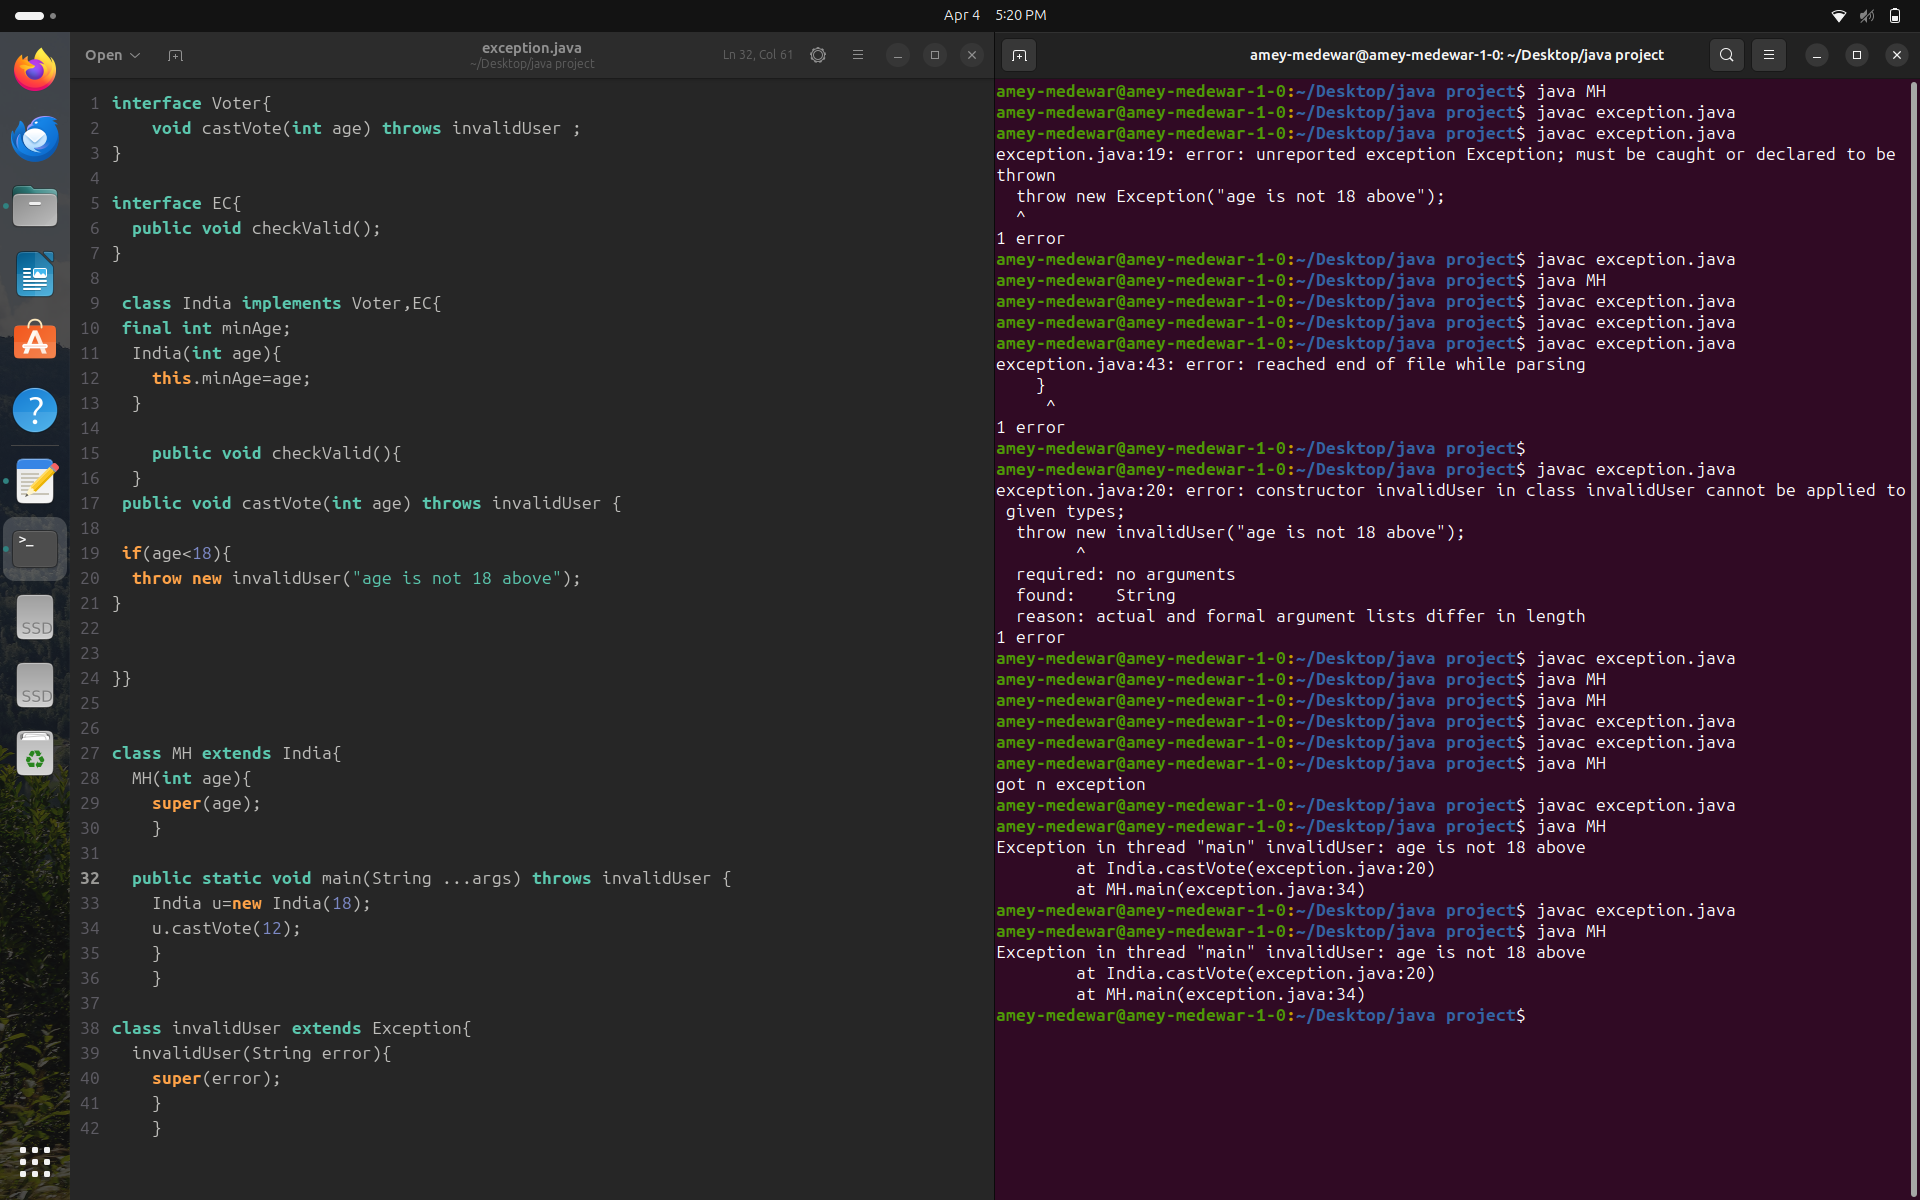 Apr 4 5:20 PM
Open
exception.java
~/Desktop/java project
Ln 32, Col 61
1 interface Voter{
2 void castVote(int age) throws invalidUser ;
3 }
4
5 interface EC{
6 public void checkValid();
7 }
8
9 class India implements Voter,EC{
10 final int minAge;
11 India(int age){
12 this.minAge=age;
13 }
14
15 public void checkValid(){
16 }
17 public void castVote(int age) throws invalidUser {
18
19 if(age<18){
20 throw new invalidUser("age is not 18 above");
21 }
22
23
24 }}
25
26
27 class MH extends India{
28 MH(int age){
29 super(age);
30 }
31
32 public static void main(String ...args) throws invalidUser {
33 India u=new India(18);
34 u.castVote(12);
35 }
36 }
37
38 class invalidUser extends Exception{
39 invalidUser(String error){
40 super(error);
41 }
42 }
SSD
SSD
amey-medewar@amey-medewar-1-0: ~/Desktop/java project
amey-medewar@amey-medewar-1-0:~/Desktop/java project$ java MH
amey-medewar@amey-medewar-1-0:~/Desktop/java project$ javac exception.java
amey-medewar@amey-medewar-1-0:~/Desktop/java project$ javac exception.java
exception.java:19: error: unreported exception Exception; must be caught or declared to be
thrown
throw new Exception("age is not 18 above");
^
1 error
amey-medewar@amey-medewar-1-0:~/Desktop/java project$ javac exception.java
amey-medewar@amey-medewar-1-0:~/Desktop/java project$ java MH
amey-medewar@amey-medewar-1-0:~/Desktop/java project$ javac exception.java
amey-medewar@amey-medewar-1-0:~/Desktop/java project$ javac exception.java
amey-medewar@amey-medewar-1-0:~/Desktop/java project$ javac exception.java
exception.java:43: error: reached end of file while parsing
}
^
1 error
amey-medewar@amey-medewar-1-0:~/Desktop/java project$
amey-medewar@amey-medewar-1-0:~/Desktop/java project$ javac exception.java
exception.java:20: error: constructor invalidUser in class invalidUser cannot be applied to
given types;
throw new invalidUser("age is not 18 above");
^
required: no arguments
found: String
reason: actual and formal argument lists differ in length
1 error
amey-medewar@amey-medewar-1-0:~/Desktop/java project$ javac exception.java
amey-medewar@amey-medewar-1-0:~/Desktop/java project$ java MH
amey-medewar@amey-medewar-1-0:~/Desktop/java project$ java MH
amey-medewar@amey-medewar-1-0:~/Desktop/java project$ javac exception.java
amey-medewar@amey-medewar-1-0:~/Desktop/java project$ javac exception.java
amey-medewar@amey-medewar-1-0:~/Desktop/java project$ java MH
got n exception
amey-medewar@amey-medewar-1-0:~/Desktop/java project$ javac exception.java
amey-medewar@amey-medewar-1-0:~/Desktop/java project$ java MH
Exception in thread "main" invalidUser: age is not 18 above
at India.castVote(exception.java:20)
at MH.main(exception.java:34)
amey-medewar@amey-medewar-1-0:~/Desktop/java project$ javac exception.java
amey-medewar@amey-medewar-1-0:~/Desktop/java project$ java MH
Exception in thread "main" invalidUser: age is not 18 above
at India.castVote(exception.java:20)
at MH.main(exception.java:34)
amey-medewar@amey-medewar-1-0:~/Desktop/java project$